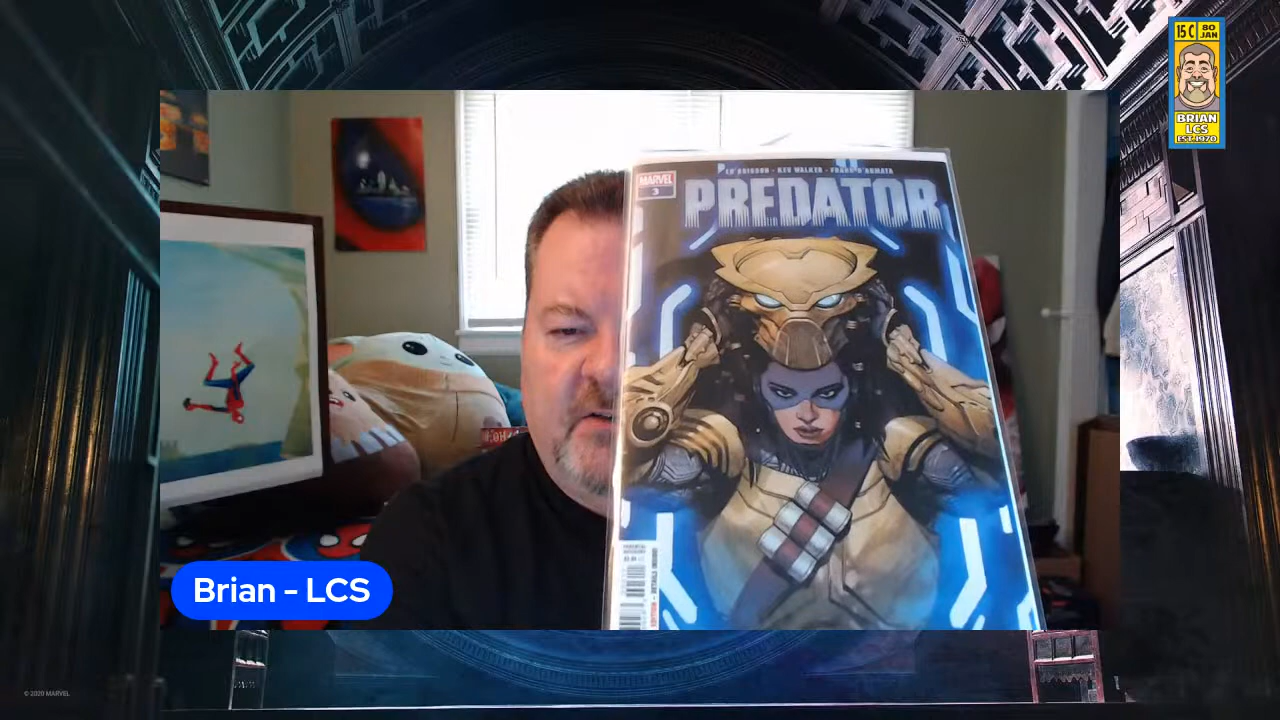 15 C 80
JAN
BRIAN
LCS
EST. 1970
ED BRISSON · KEV WALKER · FRANK D'ARMATA
MARVEL
3
PREDATOR
Brian - LCS
© 2020 MARVEL